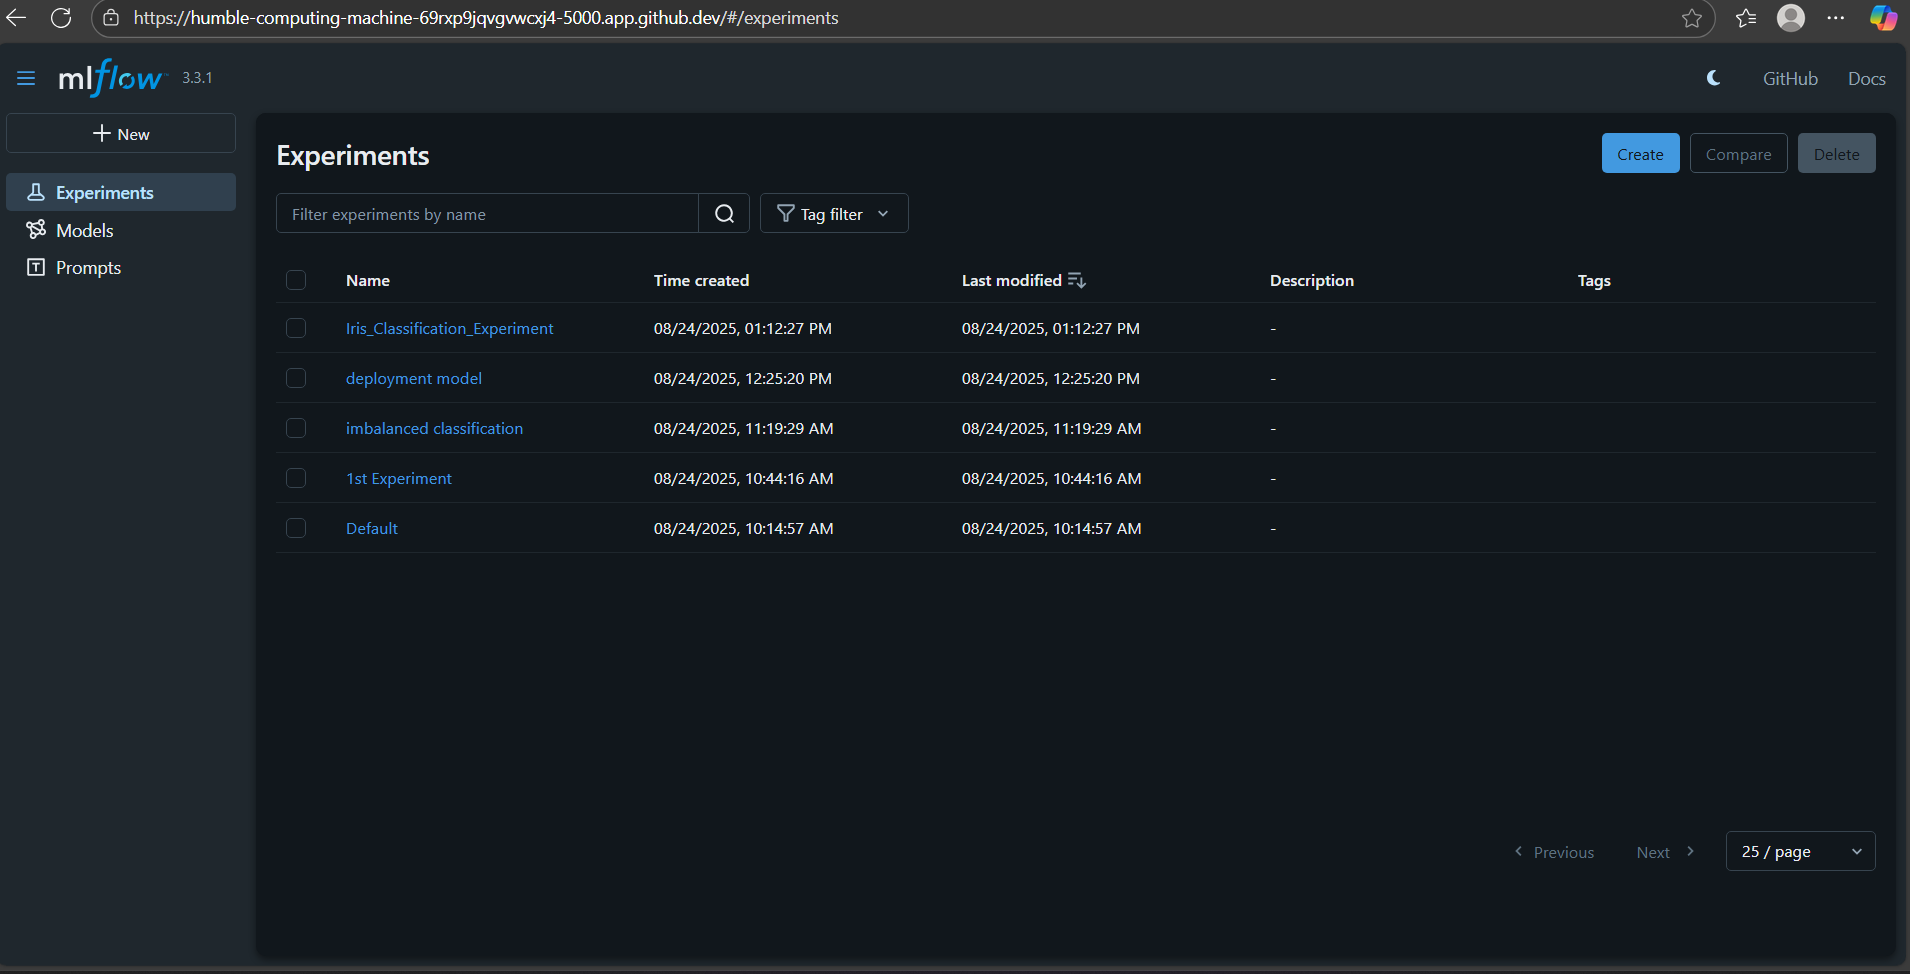 https://humble-computing-machine-69rxp9jqvgvwcxj4-5000.app.github.dev/#/experiments
mlflow™ 3.3.1
GitHub Docs
New
Experiments
Models
Prompts
Experiments
Create Compare Delete
Filter experiments by name Tag filter
Name Time created Last modified Description Tags
Iris_Classification_Experiment 08/24/2025, 01:12:27 PM 08/24/2025, 01:12:27 PM -
deployment model 08/24/2025, 12:25:20 PM 08/24/2025, 12:25:20 PM -
imbalanced classification 08/24/2025, 11:19:29 AM 08/24/2025, 11:19:29 AM -
1st Experiment 08/24/2025, 10:44:16 AM 08/24/2025, 10:44:16 AM -
Default 08/24/2025, 10:14:57 AM 08/24/2025, 10:14:57 AM -
Previous Next 25 / page